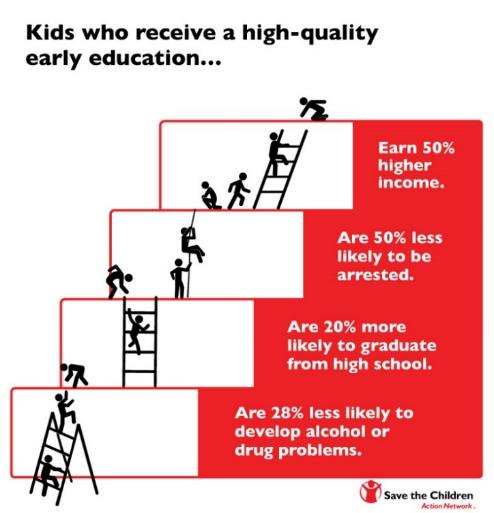 Kids who receive a high-quality
early education...
Earn 50%
higher
income.
Are 50% less
likely to be
arrested.
Are 20% more
likely to graduate
from high school.
Are 28% less likely to
develop alcohol or
drug problems.
Save the Children
Action Network.